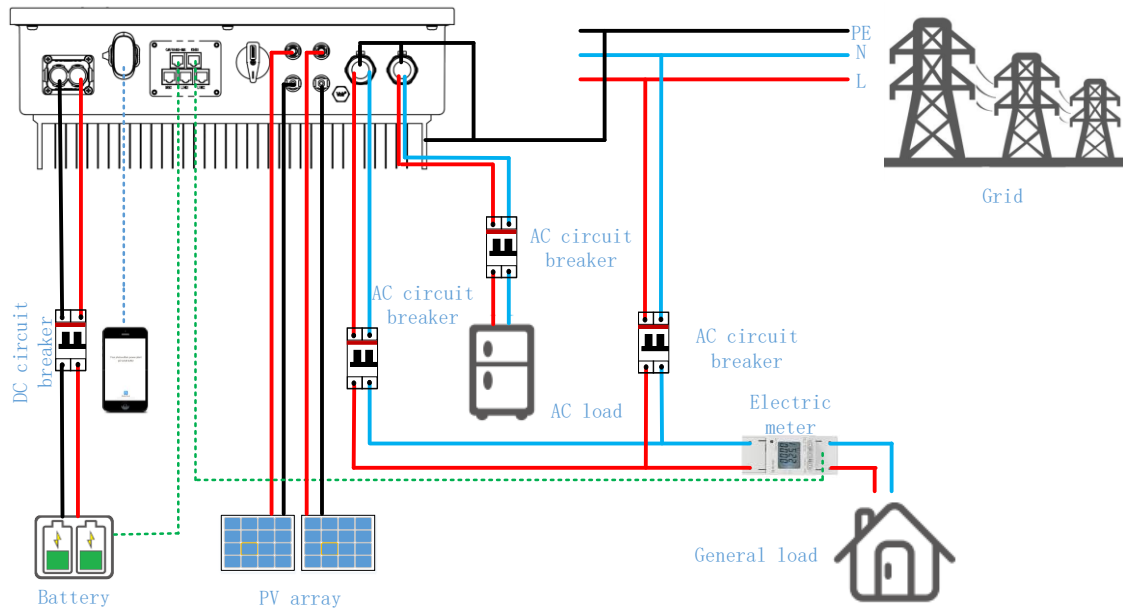 PE
N
L
Grid
AC circuit
breaker
AC circuit
breaker
DC circuit
breaker
AC circuit
breaker
AC load
Electric
meter
General load
Battery
PV array